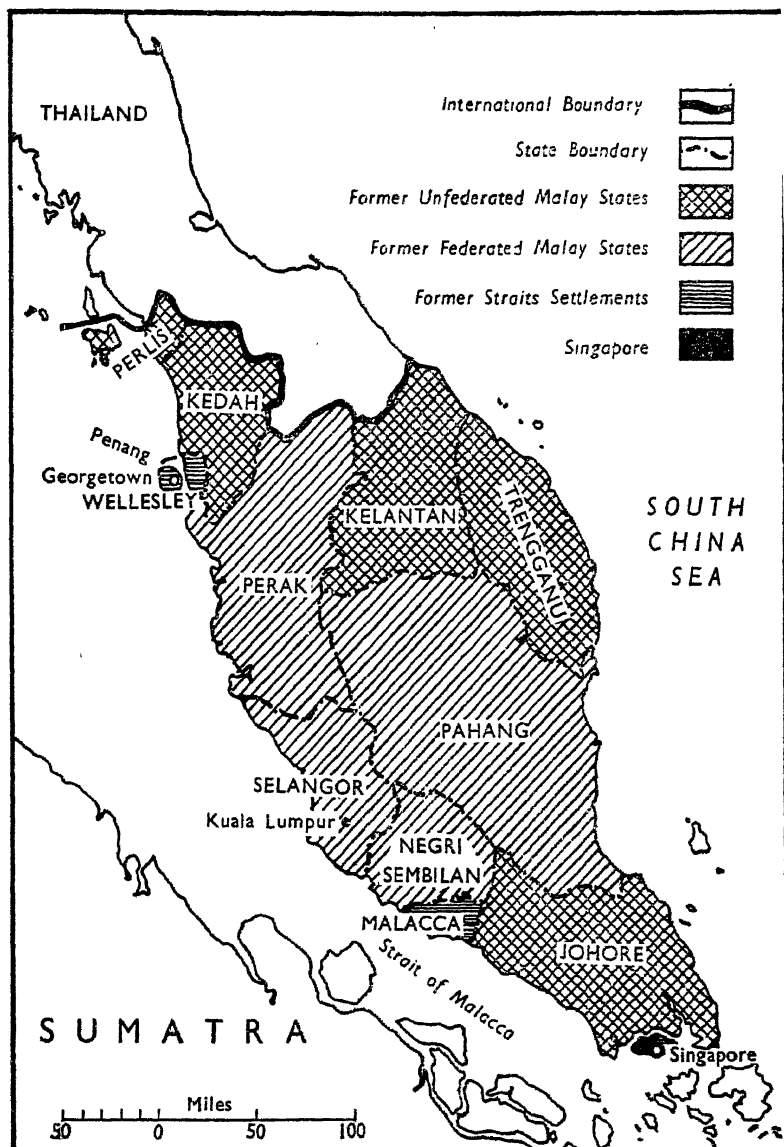 THAILAND
International Boundary
State Boundary
Former Unfederated Malay States
Former Federated Malay States
Former Straits Settlements
Singapore
PERLIS
KEDAH
Penang
Georgetown
WELLESLEY
KELANTAN
TRENGGANU
SOUTH
CHINA
SEA
PERAK
PAHANG
SELANGOR
Kuala Lumpur
NEGRI
SEMBILAN
MALACCA
JOHORE
Strait of Malacca
SUMATRA
Singapore
Miles
50 0 50 100